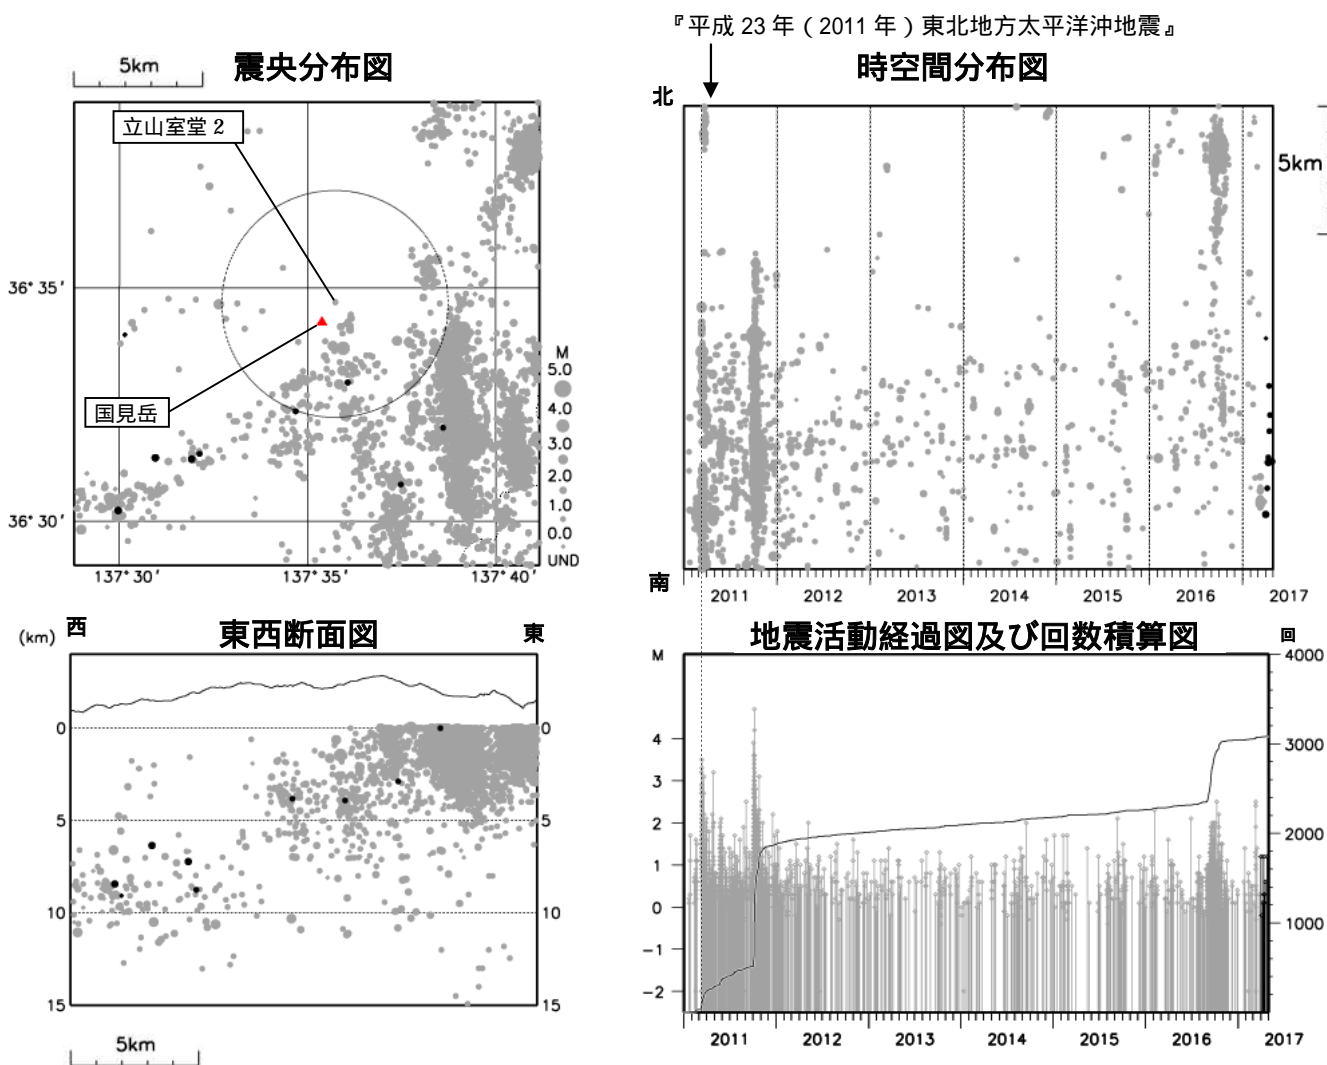 『平成 23 年（2011 年）東北地方太平洋沖地震』
5km
震央分布図
時空間分布図
立山室堂 2
国見岳
36° 35′
36° 30′
137° 30′
137° 35′
137° 40′
M
5.0
4.0
3.0
2.0
1.0
0.0
UND
北
南
5km
2011
2012
2013
2014
2015
2016
2017
(km)
西
東西断面図
東
0
5
10
15
0
5
10
15
5km
地震活動経過図及び回数積算図
M
回
4
3
2
1
0
-1
-2
4000
3000
2000
1000
2011
2012
2013
2014
2015
2016
2017